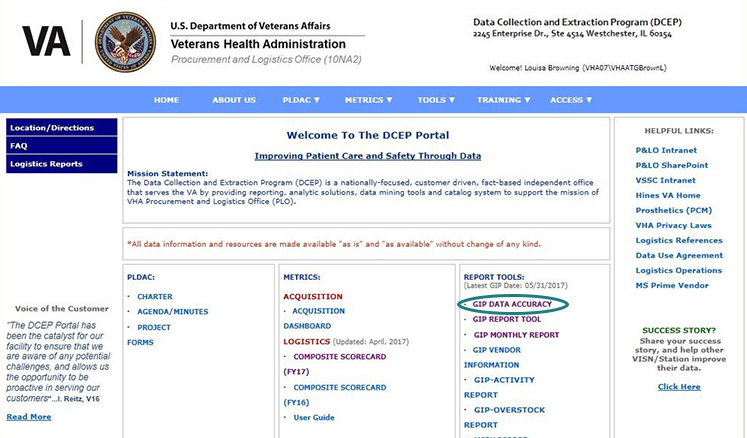 VA
U.S. Department of Veterans Affairs
Veterans Health Administration
Procurement and Logistics Office (10NA2)
Data Collection and Extraction Program (DCEP)
2245 Enterprise Dr., Ste 4514 Westchester, IL 60154
Welcome! Louisa Browning (VHA07\VHAATGBrownL)
HOME ABOUT US PLDAC ▼ METRICS ▼ TOOLS ▼ TRAINING ▼ ACCESS ▼
Location/Directions
FAQ
Logistics Reports
Voice of the Customer
"The DCEP Portal has
been the catalyst for our
facility to ensure that we
are aware of any potential
challenges, and allows us
the opportunity to be
proactive in serving our
customers"...I. Reitz, V16
Read More
Welcome To The DCEP Portal
Improving Patient Care and Safety Through Data
Mission Statement:
The Data Collection and Extraction Program (DCEP) is a nationally-focused, customer driven, fact-based independent office
that serves the VA by providing reporting, analytic solutions, data mining tools and catalog system to support the mission of
VHA Procurement and Logistics Office (PLO).
*All data information and resources are made available "as is" and "as available" without change of any kind.
PLDAC:
· CHARTER
· AGENDA/MINUTES
· PROJECT
FORMS
METRICS:
ACQUISITION
· ACQUISITION
DASHBOARD
LOGISTICS (Updated: April, 2017)
· COMPOSITE SCORECARD
(FY17)
· COMPOSITE SCORECARD
(FY16)
· User Guide
REPORT TOOLS:
(Latest GIP Date: 05/31/2017)
· GIP DATA ACCURACY
· GIP REPORT TOOL
· GIP MONTHLY REPORT
· GIP VENDOR
INFORMATION
· GIP-ACTIVITY
REPORT
· GIP-OVERSTOCK
REPORT
HELPFUL LINKS:
P&LO Intranet
P&LO SharePoint
VSSC Intranet
Hines VA Home
Prosthetics (PCM)
VHA Privacy Laws
Logistics References
Data Use Agreement
Logistics Operations
MS Prime Vendor
SUCCESS STORY?
Share your success
story, and help other
VISN/Station improve
their data.
Click Here